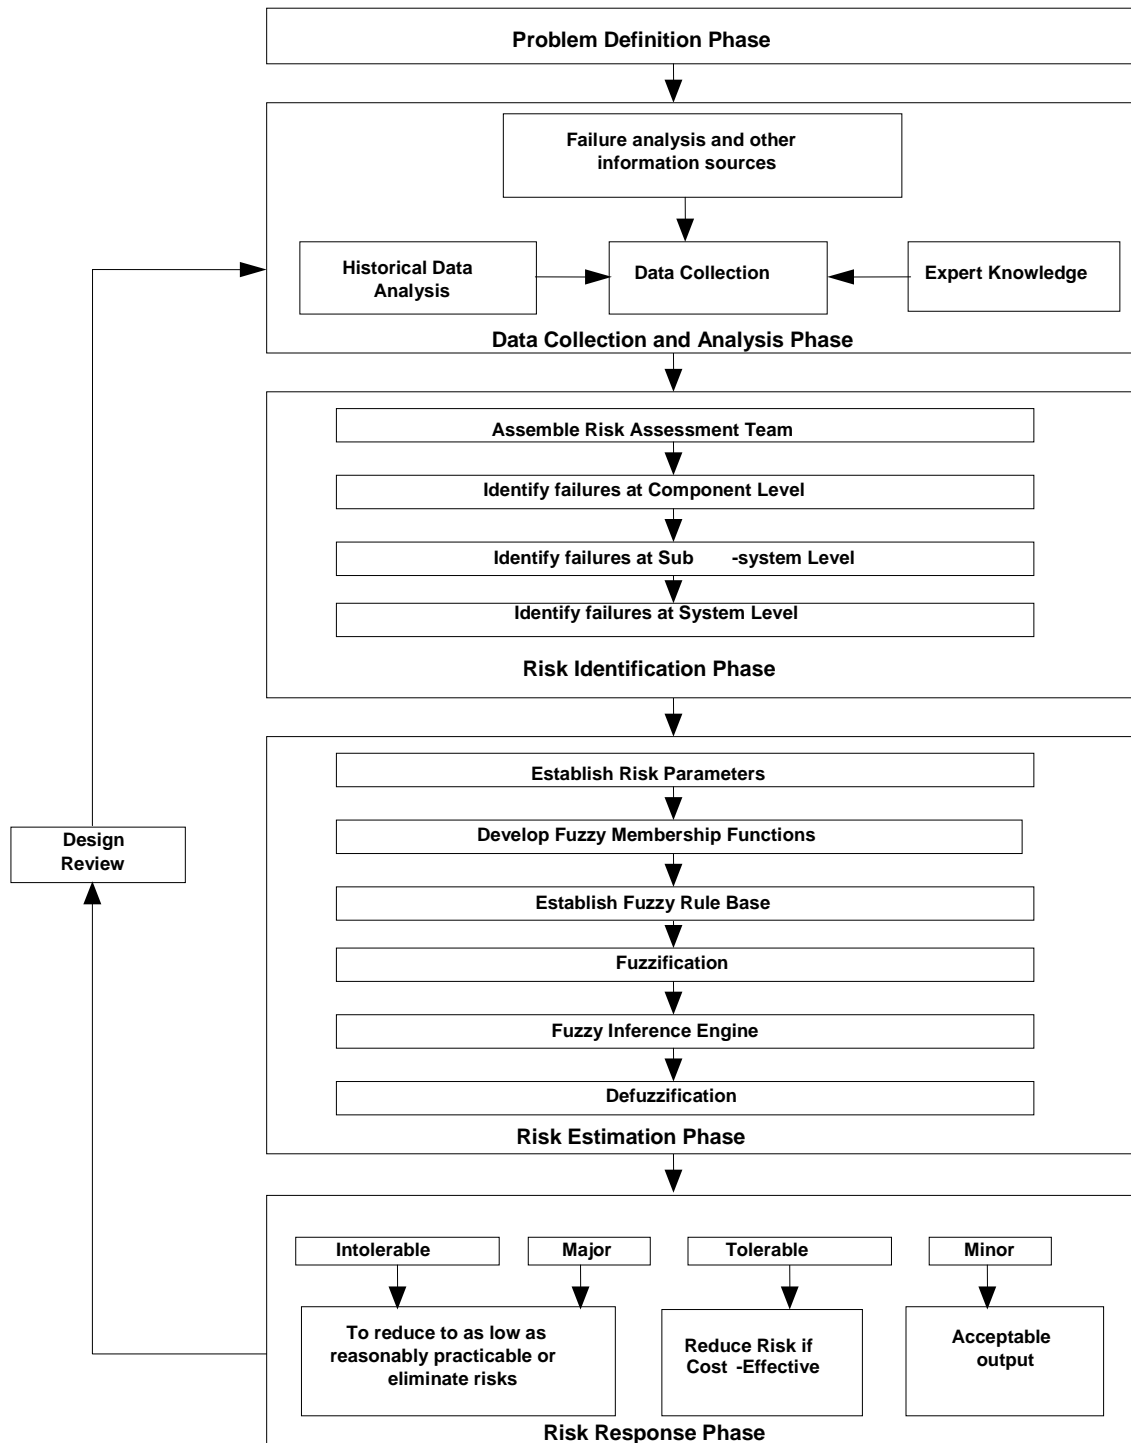 Problem Definition Phase
Failure analysis and other
information sources
Historical Data
Analysis
Data Collection
Expert Knowledge
Data Collection and Analysis Phase
Assemble Risk Assessment Team
Identify failures at Component Level
Identify failures at Sub -system Level
Identify failures at System Level
Risk Identification Phase
Establish Risk Parameters
Develop Fuzzy Membership Functions
Design
Review
Establish Fuzzy Rule Base
Fuzzification
Fuzzy Inference Engine
Defuzzification
Risk Estimation Phase
Intolerable
Major
Tolerable
Minor
To reduce to as low as
reasonably practicable or
eliminate risks
Reduce Risk if
Cost -Effective
Acceptable
output
Risk Response Phase